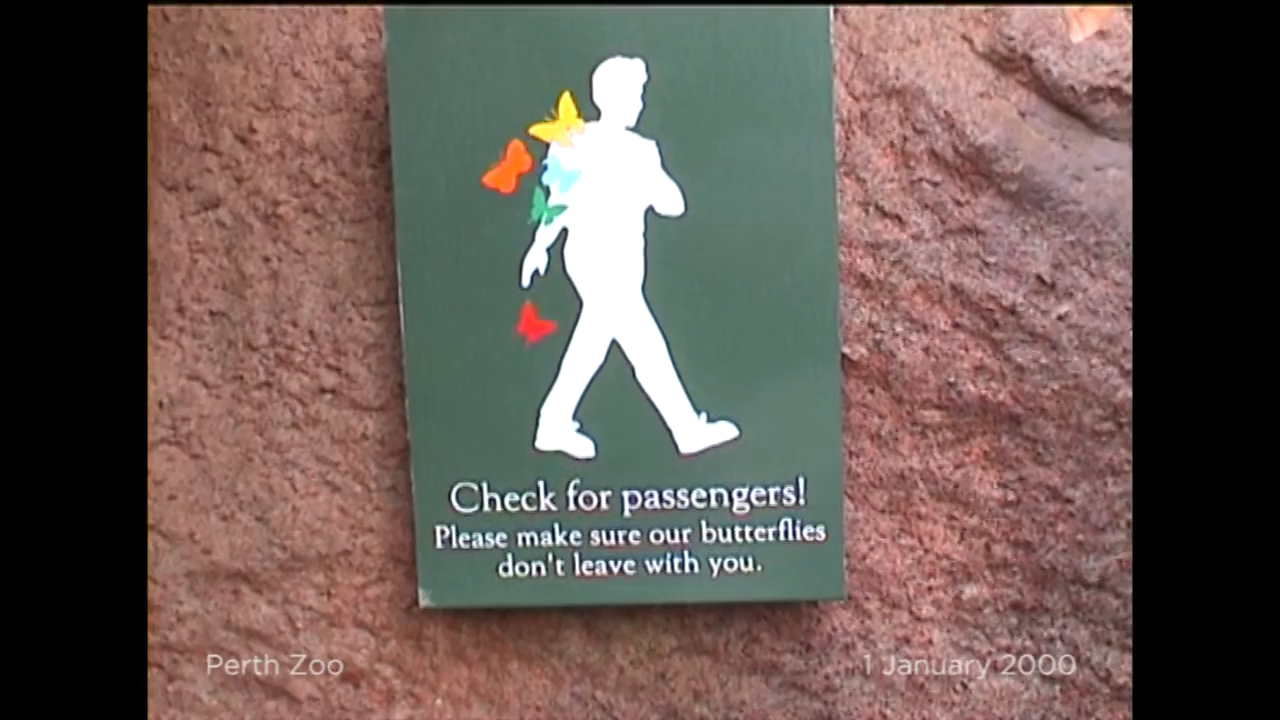 Check for passengers!
Please make sure our butterflies
don't leave with you.
Perth Zoo
1 January 2000